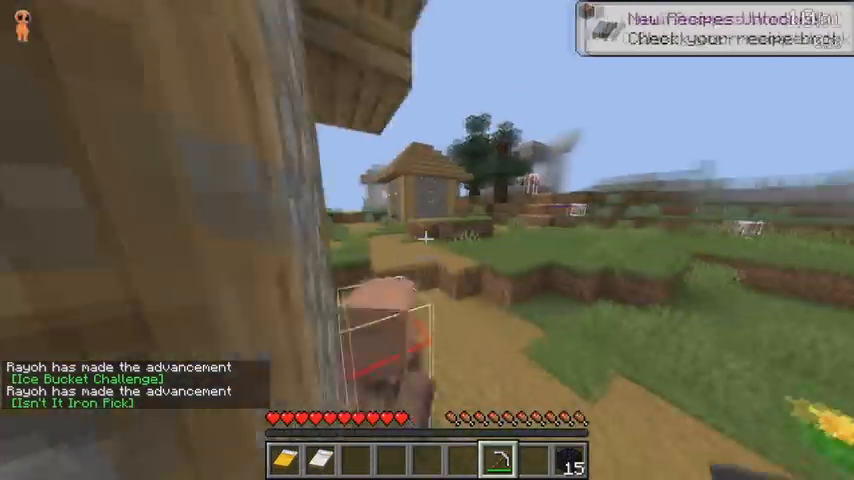 New Recipes Unlocked!
Check your recipe book
Rayoh has made the advancement
[Ice Bucket Challenge]
Rayoh has made the advancement
[Isn't It Iron Pick]
15